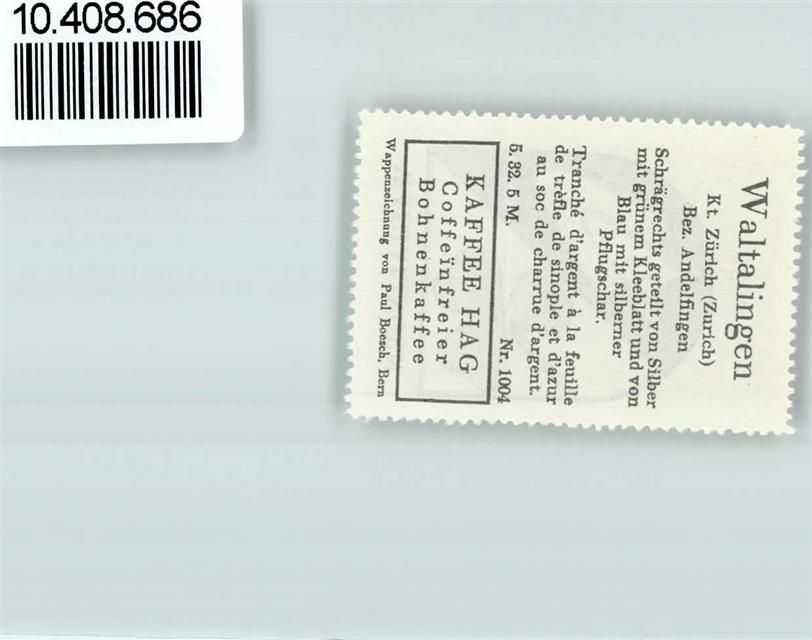 10.408.686
Waltalingen
Kt. Zürich (Zurich)
Bez. Andelfingen
Schrägrechts geteilt von Silber
mit grünem Kleeblatt und von
Blau mit silberner
Pflugschar.
Tranché d'argent à la feuille
de trèfle de sinople et d'azur
au soc de charrue d'argent.
5. 32. 5 M. Nr. 1004
KAFFEE HAG
Coffeïnfreier
Bohnenkaffee
Wappenzeichnung von Paul Boesch, Bern